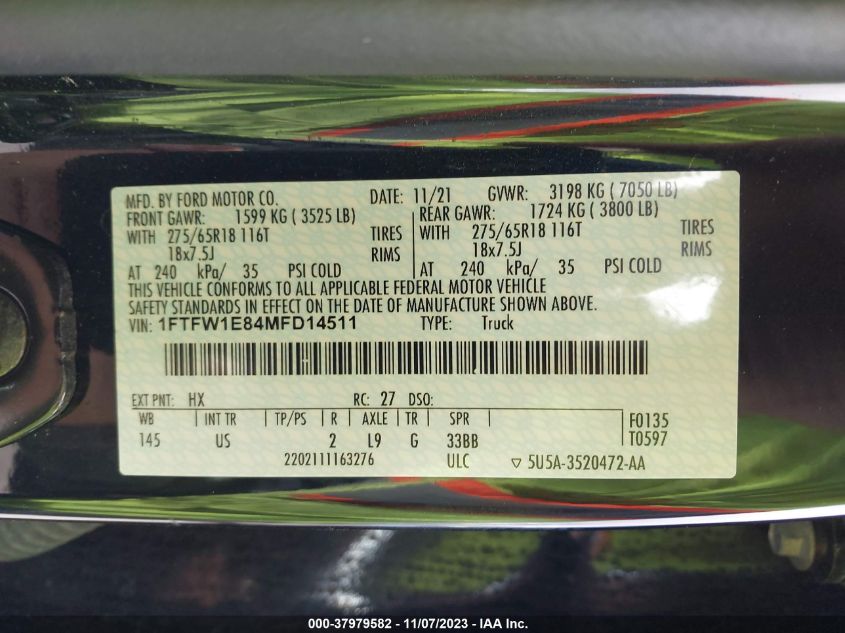 MFD. BY FORD MOTOR CO. DATE: 11/21 GVWR: 3198 KG ( 7050 LB)
FRONT GAWR: 1599 KG ( 3525 LB) REAR GAWR: 1724 KG ( 3800 LB)
WITH 275/65R18 116T TIRES WITH 275/65R18 116T TIRES
18x7.5J RIMS 18x7.5J RIMS
AT 240 kPa/ 35 PSI COLD AT 240 kPa/ 35 PSI COLD
THIS VEHICLE CONFORMS TO ALL APPLICABLE FEDERAL MOTOR VEHICLE
SAFETY STANDARDS IN EFFECT ON THE DATE OF MANUFACTURE SHOWN ABOVE.
VIN: 1FTFW1E84MFD14511 TYPE: Truck
EXT PNT: HX RC: 27 DSO:
WB INT TR TP/PS R AXLE TR SPR F0135
145 US 2 L9 G 33BB T0597
2202111163276 ULC ▽ 5U5A-3520472-AA
000-37979582 - 11/07/2023 - IAA Inc.